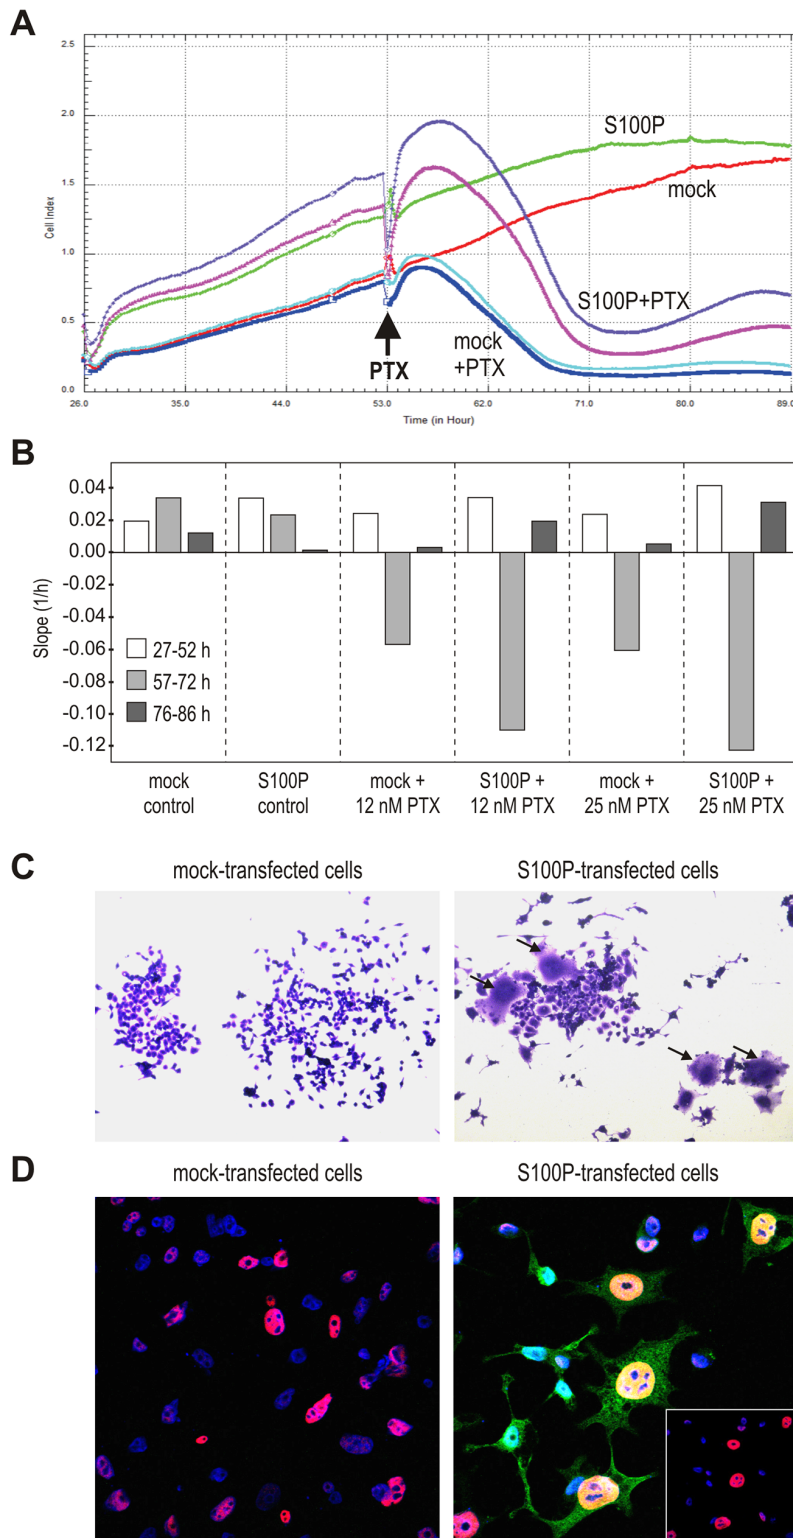 A
2.5
2.0
1.5
1.0
0.5
0.0
Cell Index
S100P
mock
S100P+PTX
mock
+PTX
PTX
26.0 35.0 44.0 53.0 62.0 71.0 80.0 89.0
Time (in Hour)
B
0.04
0.02
0.00
-0.02
-0.04
-0.06
-0.08
-0.10
-0.12
Slope (1/h)
27-52 h
57-72 h
76-86 h
mock S100P mock + S100P + mock + S100P +
control control 12 nM PTX 12 nM PTX 25 nM PTX 25 nM PTX
C
mock-transfected cells S100P-transfected cells
D
mock-transfected cells S100P-transfected cells